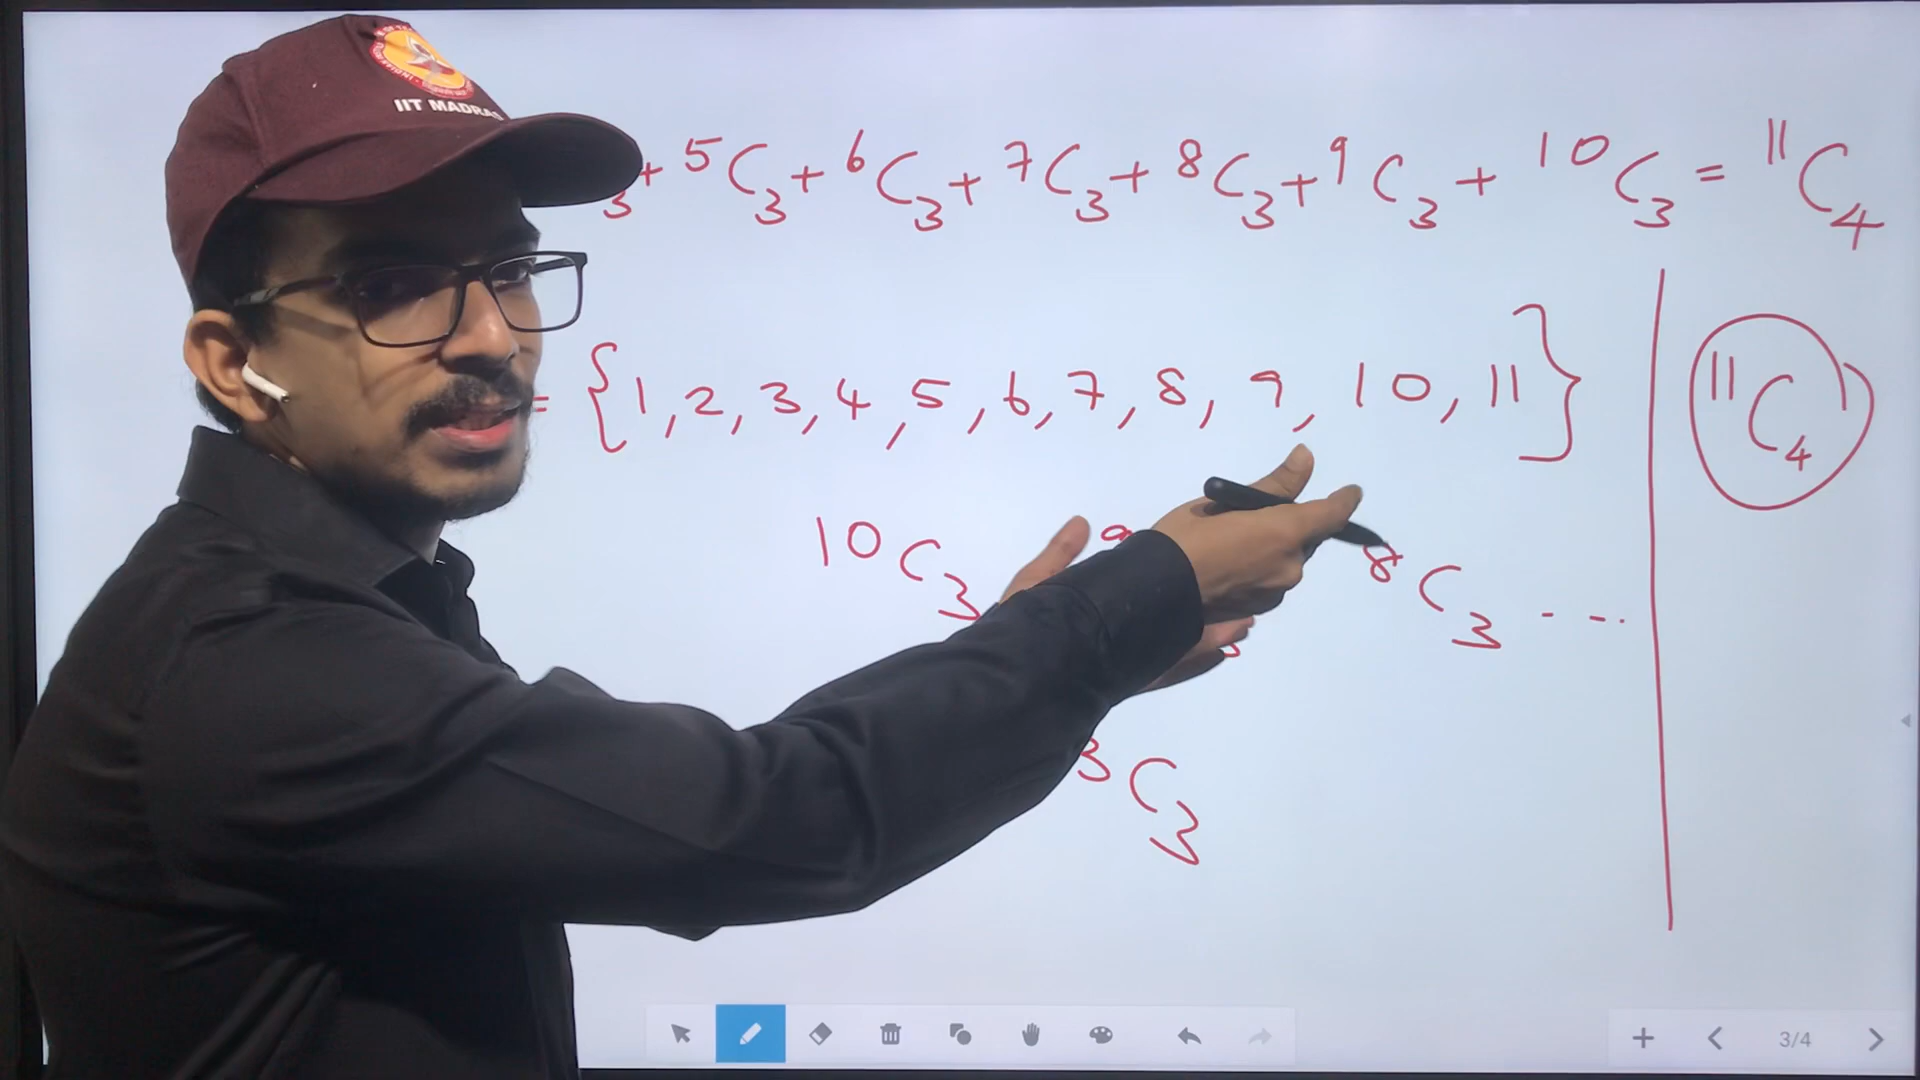 IIT MADRAS
3 + ⁵C₃ + ⁶C₃ + ⁷C₃ + ⁸C₃ + ⁹C₃ + ¹⁰C₃ = ¹¹C₄
= {1, 2, 3, 4, 5, 6, 7, 8, 9, 10, 11}
¹¹C₄
¹⁰C₃ 9 ⁸C₃ - - - .
³C₃
3/4